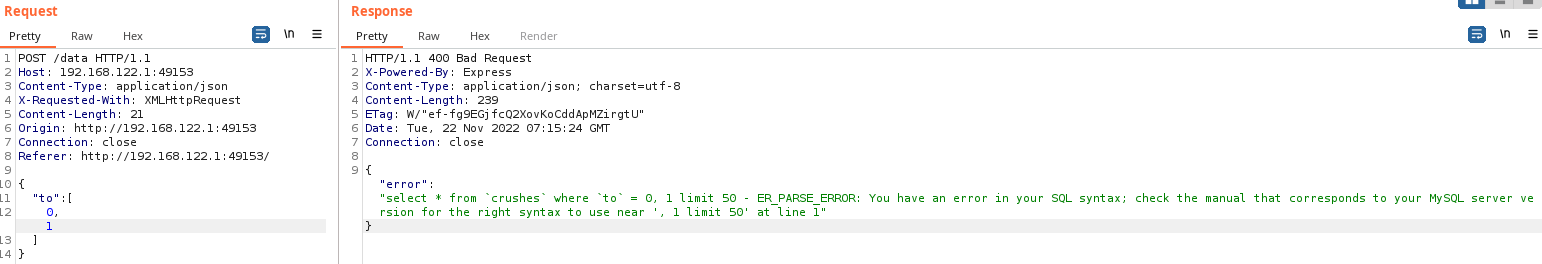 Request
Pretty Raw Hex \n ☰
1 POST /data HTTP/1.1
2 Host: 192.168.122.1:49153
3 Content-Type: application/json
4 X-Requested-With: XMLHttpRequest
5 Content-Length: 21
6 Origin: http://192.168.122.1:49153
7 Connection: close
8 Referer: http://192.168.122.1:49153/
9
10 {
11 "to":[
12 0,
1
13 ]
14 }
Response
Pretty Raw Hex Render \n ☰
1 HTTP/1.1 400 Bad Request
2 X-Powered-By: Express
3 Content-Type: application/json; charset=utf-8
4 Content-Length: 239
5 ETag: W/"ef-fg9EGjfcQ2XovKoCddApMZirgtU"
6 Date: Tue, 22 Nov 2022 07:15:24 GMT
7 Connection: close
8
9 {
"error":
"select * from `crushes` where `to` = 0, 1 limit 50 - ER_PARSE_ERROR: You have an error in your SQL syntax; check the manual that corresponds to your MySQL server ve
rsion for the right syntax to use near ', 1 limit 50' at line 1"
}